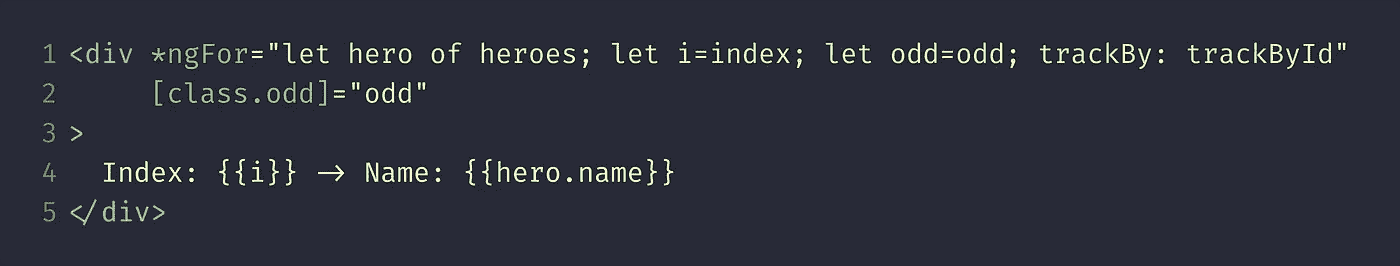 1 <div *ngFor="let hero of heroes; let i=index; let odd=odd; trackBy: trackById"
2      [class.odd]="odd"
3 >
4   Index: {{i}} -> Name: {{hero.name}}
5 </div>